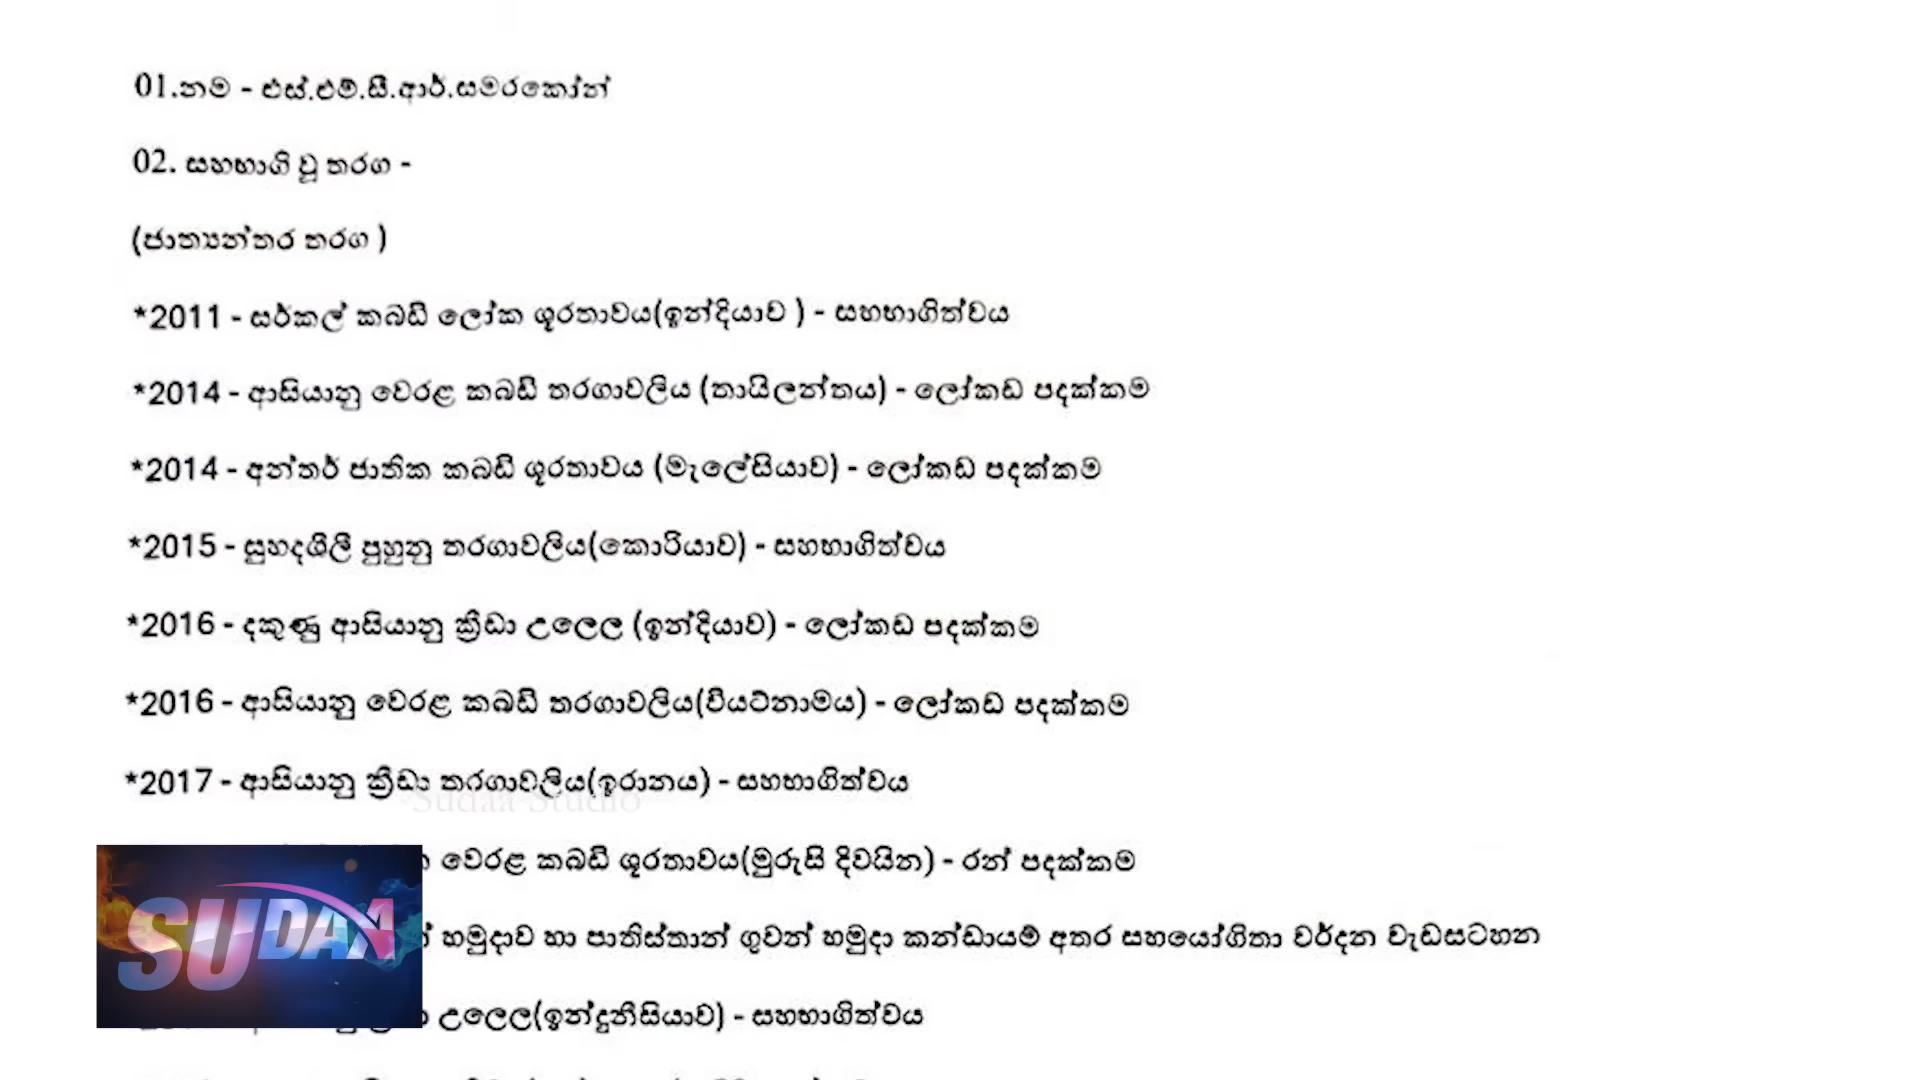 01.නම - එස්.එම්.සී.ආර්.සමරකෝන්
02. සහභාගි වූ තරග -
(ජාත්‍යන්තර තරග )
*2011 - සර්කල් කබඩි ලෝක ශූරතාවය(ඉන්දියාව ) - සහභාගිත්වය
*2014 - ආසියානු වෙරළ කබඩි තරගාවලිය (තායිලන්තය) - ලෝකඩ පදක්කම
*2014 - අන්තර් ජාතික කබඩි ශූරතාවය (මැලේසියාව) - ලෝකඩ පදක්කම
*2015 - සුහදශීලී පුහුනු තරගාවලිය(කොරියාව) - සහභාගිත්වය
*2016 - දකුණු ආසියානු ක්‍රීඩා උලෙල (ඉන්දියාව) - ලෝකඩ පදක්කම
*2016 - ආසියානු වෙරළ කබඩි තරගාවලිය(වියට්නාමය) - ලෝකඩ පදක්කම
*2017 - ආසියානු ක්‍රීඩා තරගාවලිය(ඉරානය) - සහභාගිත්වය
Sudaa Studio
වෙරළ කබඩි ශූරතාවය(මුරුසි දිවයින) - රන් පදක්කම
SUDAA
හමුදාව හා පාතිස්තාන් ගුවන් හමුදා කන්ඩායම් අතර සහයෝගිතා වර්දන වැඩසටහන
උලෙල(ඉන්දුනීසියාව) - සහභාගිත්වය